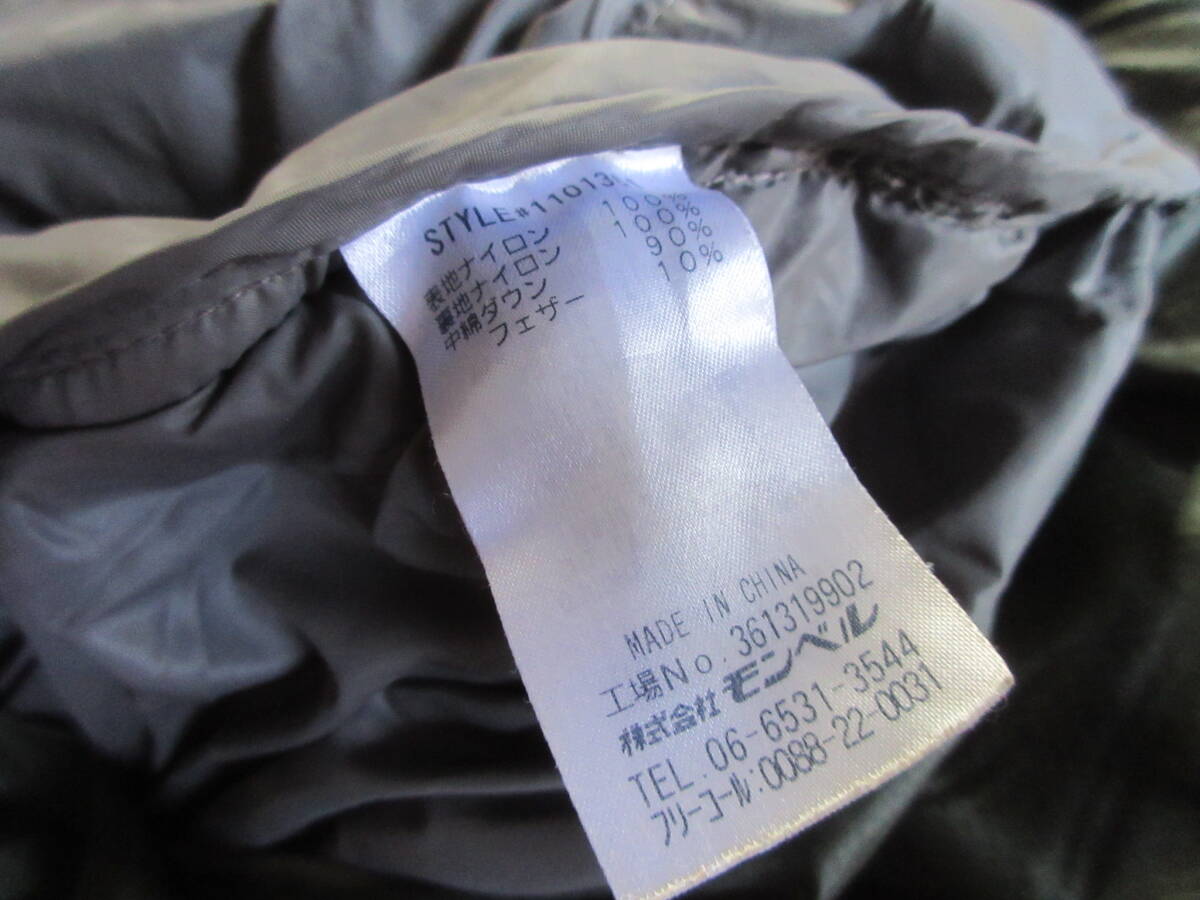 表地ナイロン 100%
裏地ナイロン 100%
中綿ダウン 90%
フェザー 10%
MADE IN CHINA
工場No.361319902
株式会社モンベル
TEL.06-6531-3544
フリーコール:0088-22-0031